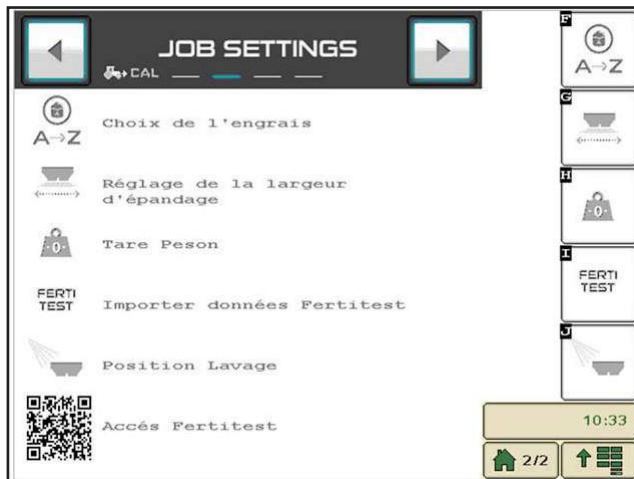 JOB SETTINGS
CAL
A→Z
Choix de l'engrais
Réglage de la largeur
d'épandage
0
Tare Peson
FERTI
TEST
Importer données Fertitest
Position Lavage
Accés Fertitest
F
A→Z
G
H
0
I
FERTI
TEST
J
10:33
2/2